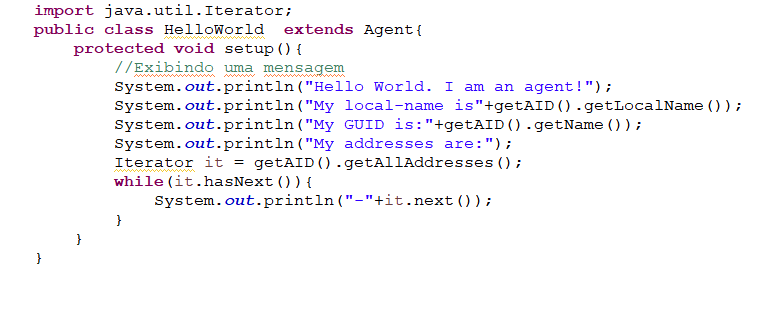 import java.util.Iterator;
public class HelloWorld  extends Agent{
    protected void setup(){
        //Exibindo uma mensagem
        System.out.println("Hello World. I am an agent!");
        System.out.println("My local-name is"+getAID().getLocalName());
        System.out.println("My GUID is:"+getAID().getName());
        System.out.println("My addresses are:");
        Iterator it = getAID().getAllAddresses();
        while(it.hasNext()){
            System.out.println("-"+it.next());
        }
    }
}